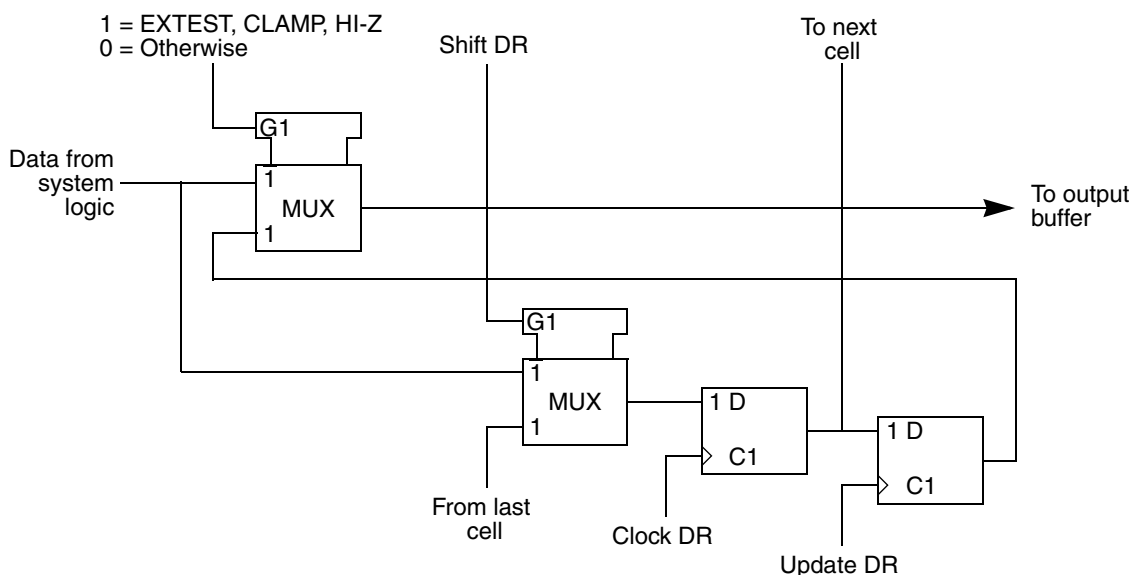 1 = EXTEST, CLAMP, HI-Z
0 = Otherwise
Shift DR
To next
cell
G1
Data from
system
logic
1
MUX
1
To output
buffer
G1
1
MUX
1
1 D
C1
1 D
C1
From last
cell
Clock DR
Update DR